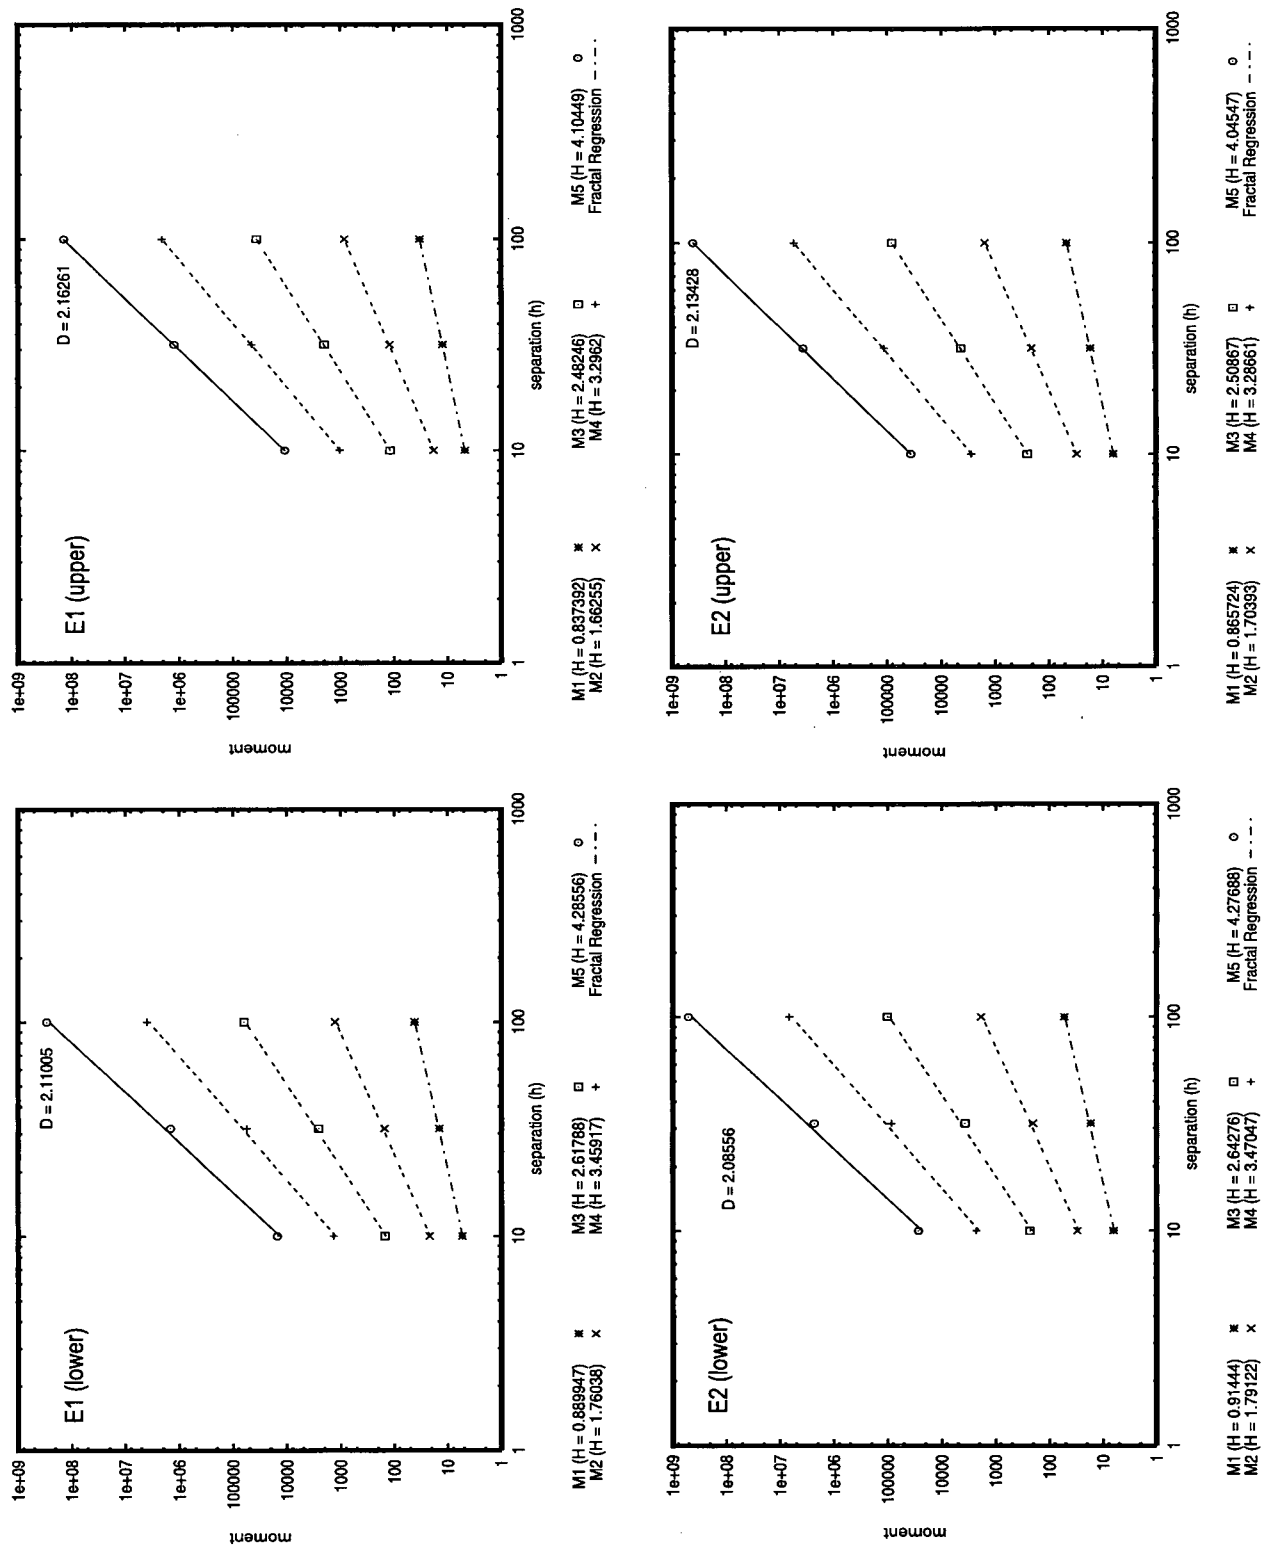 E1 (lower)
D = 2.11005
1e+09
1e+08
1e+07
1e+06
100000
10000
1000
100
10
1
moment
1
10
100
1000
separation (h)
M1 (H = 0.889947)
M2 (H = 1.76038)
M3 (H = 2.61788)
M4 (H = 3.45917)
M5 (H = 4.28556)
Fractal Regression
E1 (upper)
D = 2.16261
1e+09
1e+08
1e+07
1e+06
100000
10000
1000
100
10
1
moment
1
10
100
1000
separation (h)
M1 (H = 0.837392)
M2 (H = 1.66255)
M3 (H = 2.48246)
M4 (H = 3.2962)
M5 (H = 4.10449)
Fractal Regression
E2 (lower)
D = 2.08556
1e+09
1e+08
1e+07
1e+06
100000
10000
1000
100
10
1
moment
1
10
100
1000
separation (h)
M1 (H = 0.91444)
M2 (H = 1.79122)
M3 (H = 2.64276)
M4 (H = 3.47047)
M5 (H = 4.27688)
Fractal Regression
E2 (upper)
D = 2.13428
1e+09
1e+08
1e+07
1e+06
100000
10000
1000
100
10
1
moment
1
10
100
1000
separation (h)
M1 (H = 0.865724)
M2 (H = 1.70393)
M3 (H = 2.50867)
M4 (H = 3.28661)
M5 (H = 4.04547)
Fractal Regression